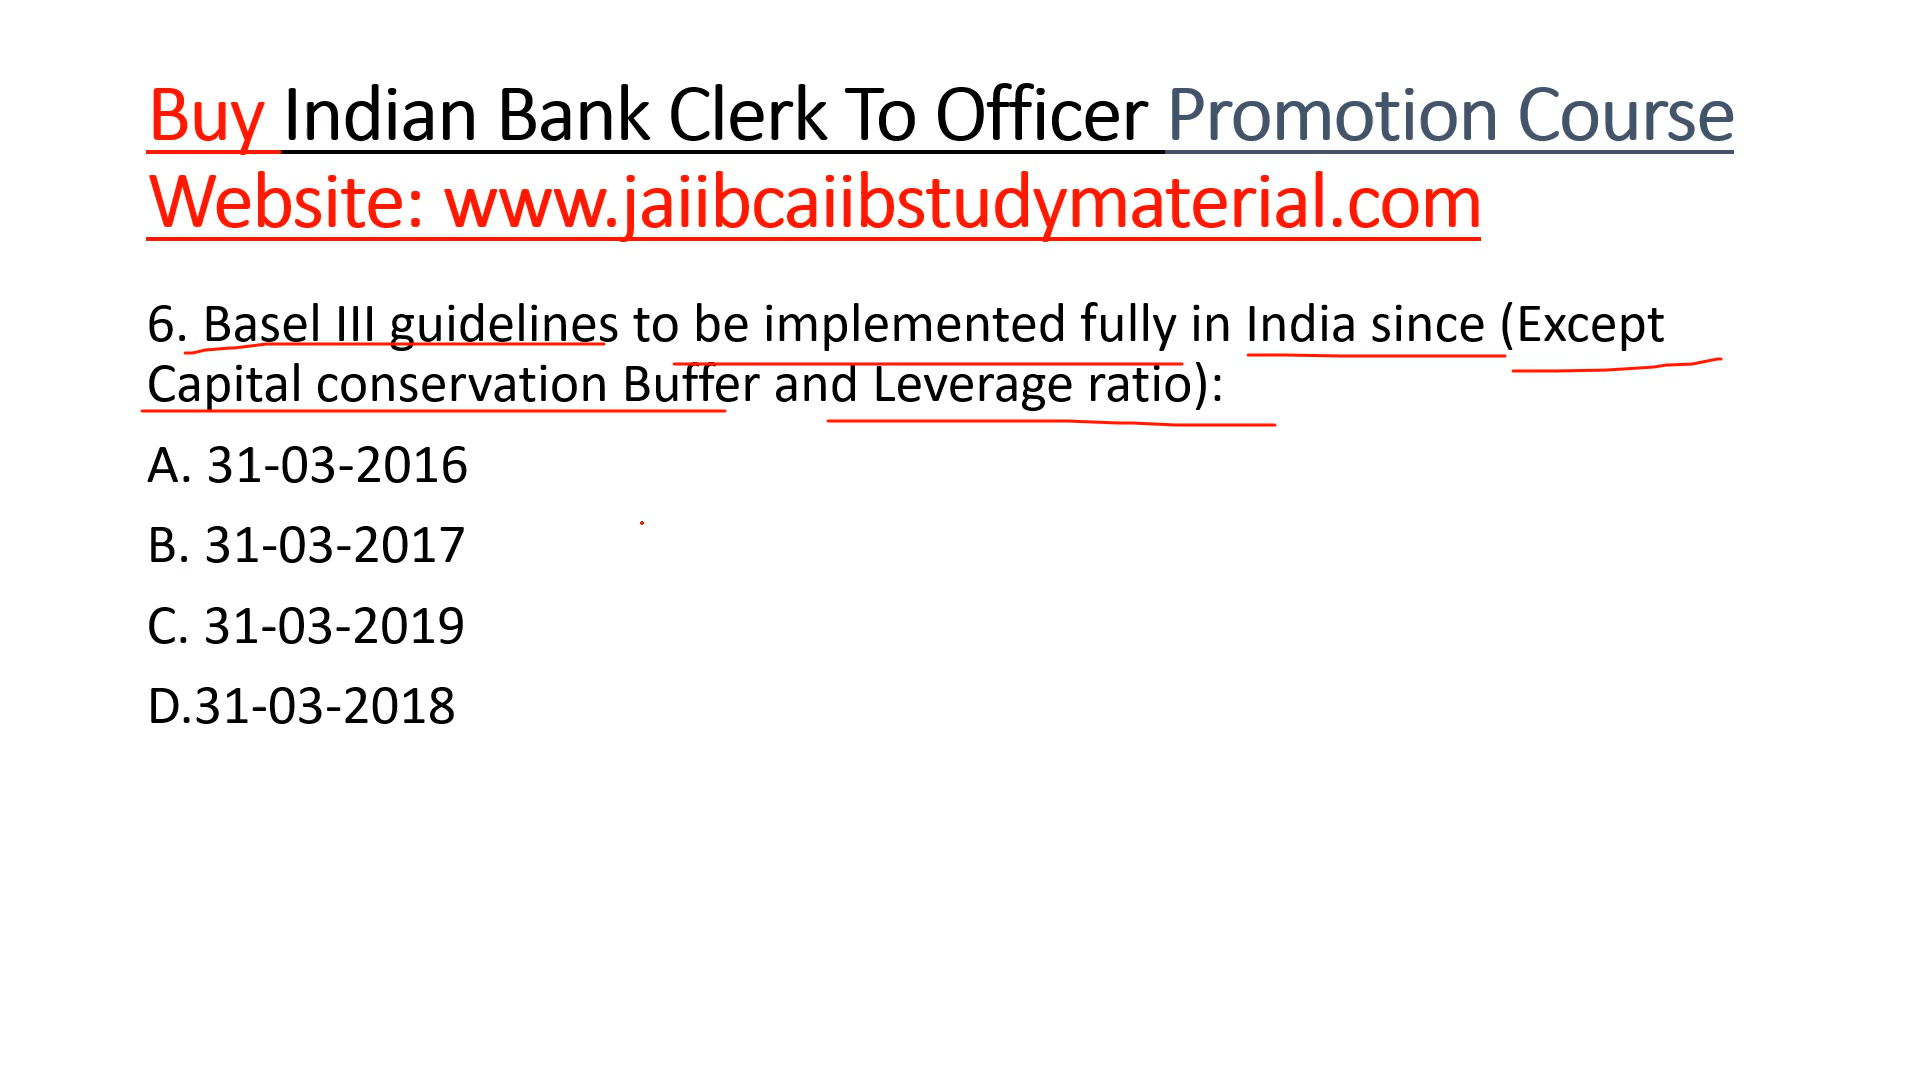 Buy Indian Bank Clerk To Officer Promotion Course
Website: www.jaiibcaiibstudymaterial.com
6. Basel III guidelines to be implemented fully in India since (Except
Capital conservation Buffer and Leverage ratio):
A. 31-03-2016
B. 31-03-2017
C. 31-03-2019
D.31-03-2018